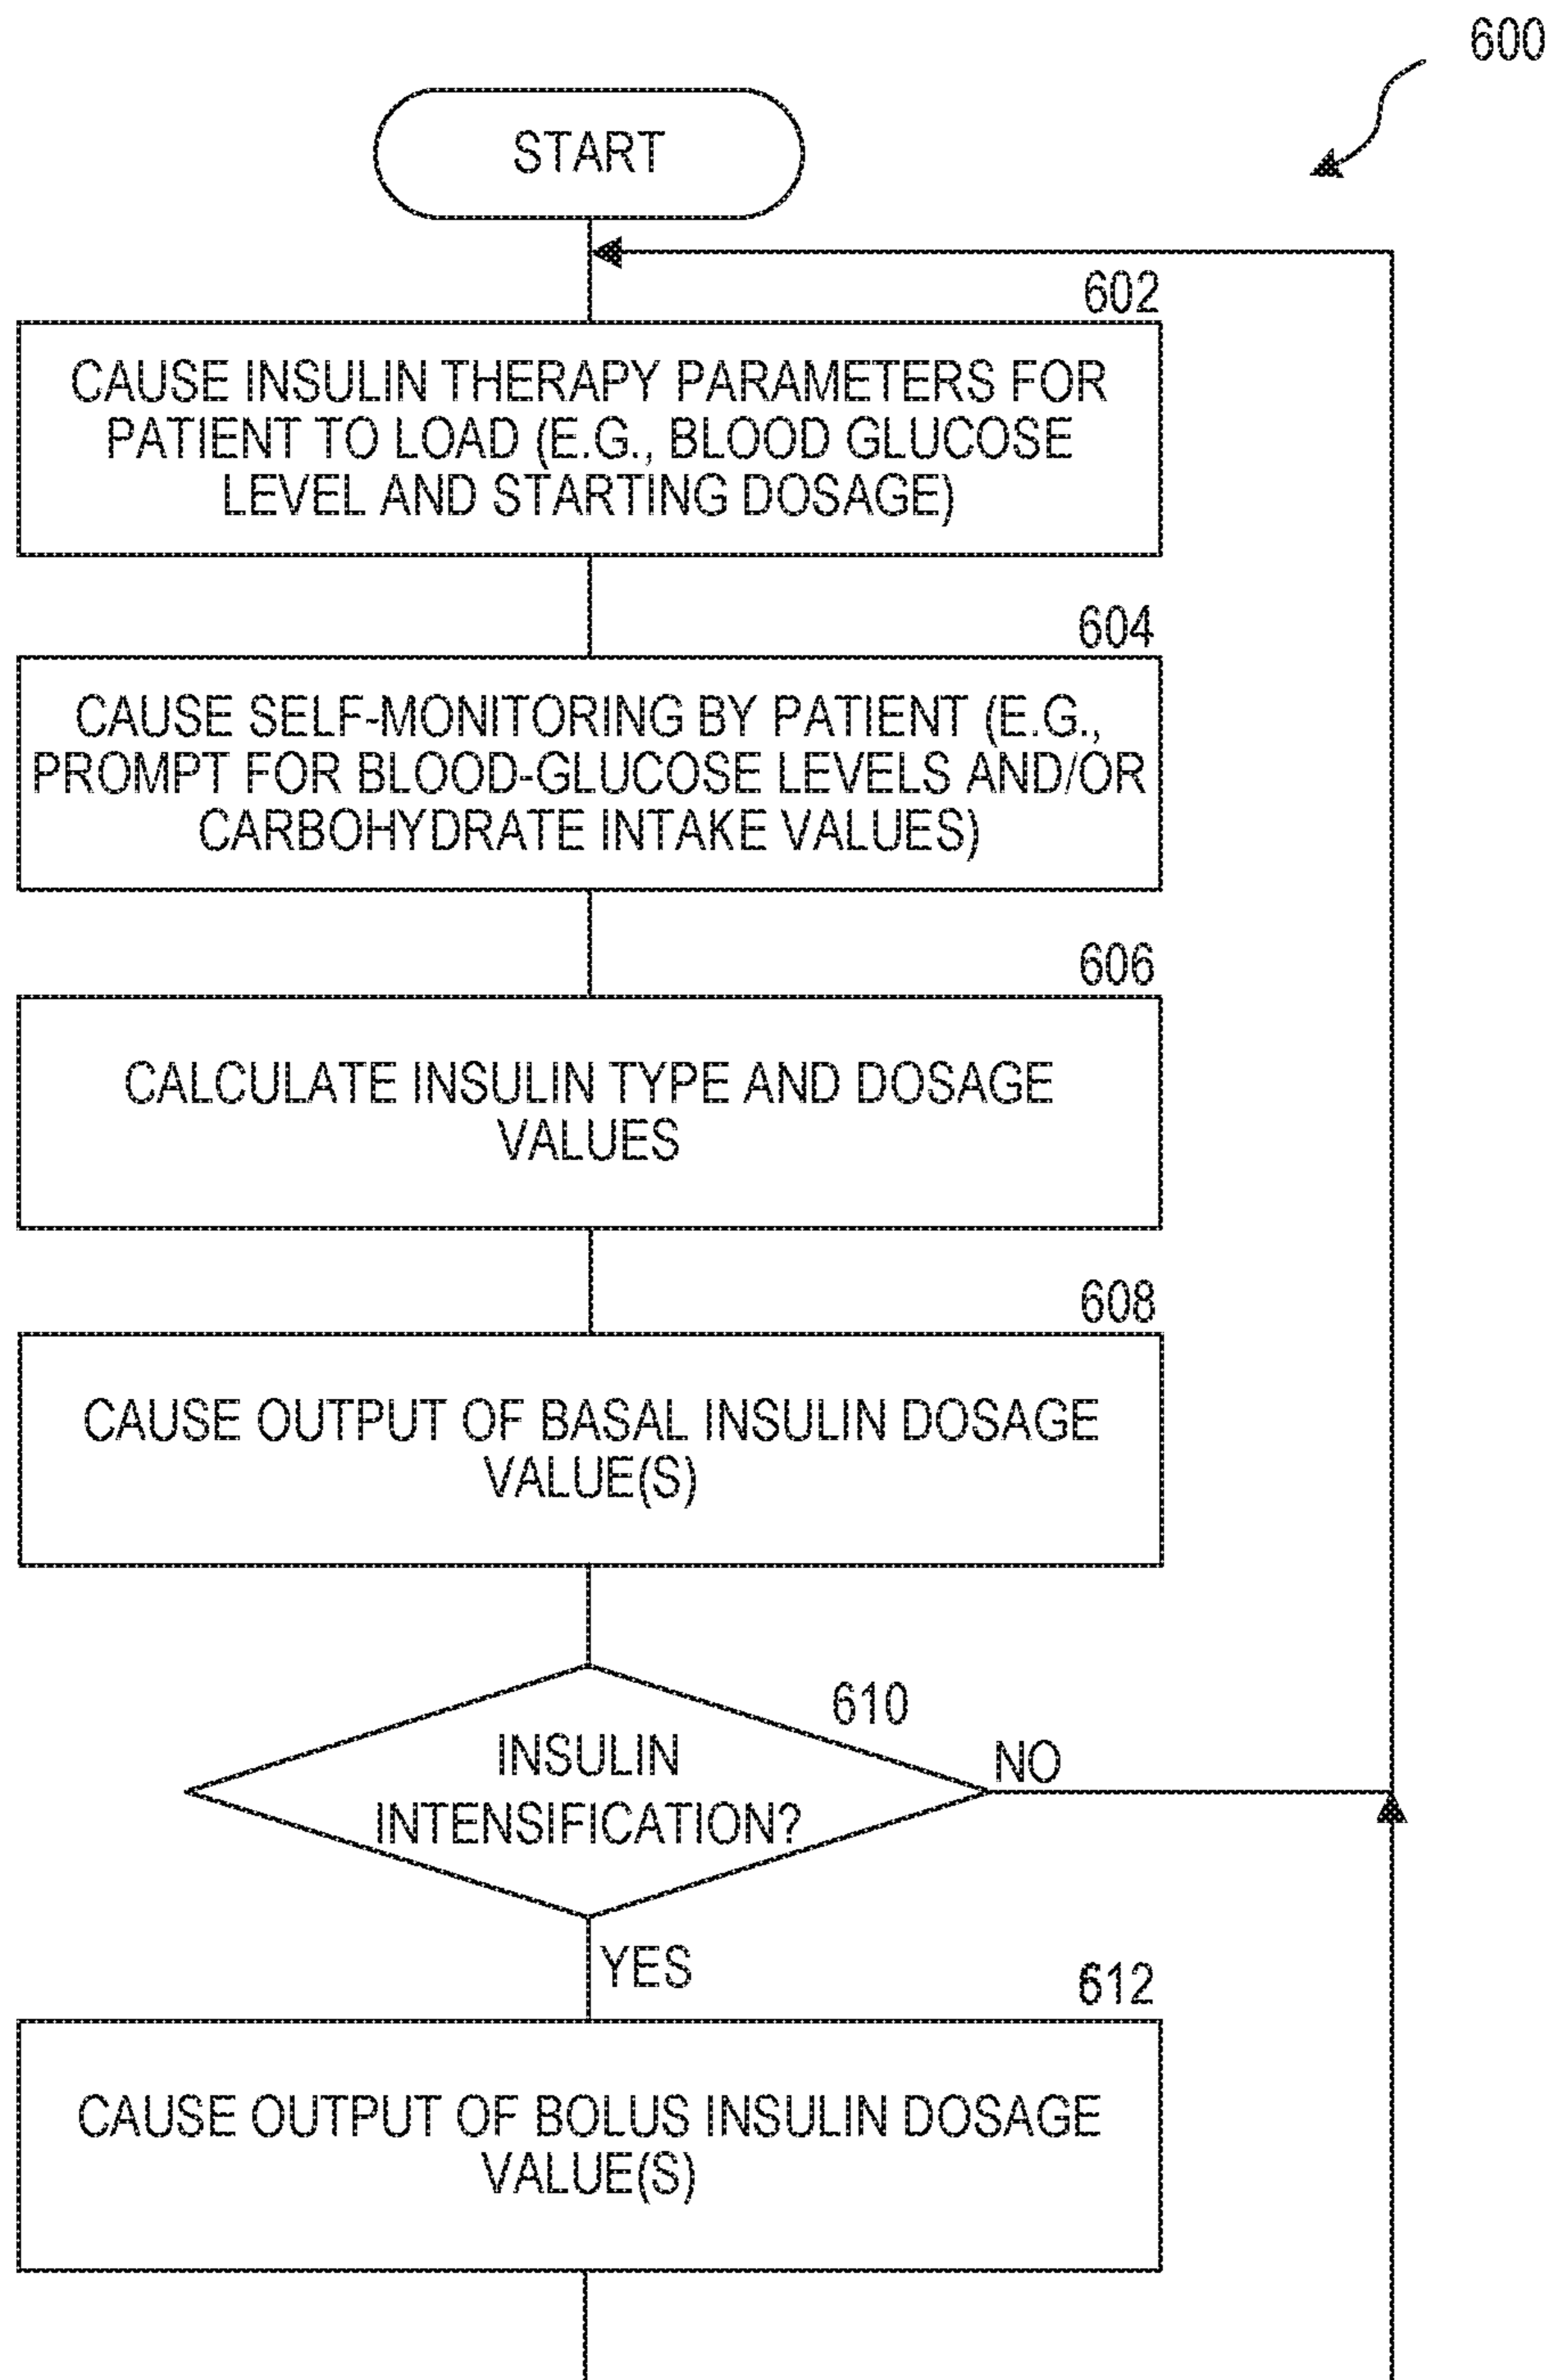 600
START
602
CAUSE INSULIN THERAPY PARAMETERS FOR
PATIENT TO LOAD (E.G., BLOOD GLUCOSE
LEVEL AND STARTING DOSAGE)
604
CAUSE SELF-MONITORING BY PATIENT (E.G.,
PROMPT FOR BLOOD-GLUCOSE LEVELS AND/OR
CARBOHYDRATE INTAKE VALUES)
606
CALCULATE INSULIN TYPE AND DOSAGE
VALUES
608
CAUSE OUTPUT OF BASAL INSULIN DOSAGE
VALUE(S)
610
INSULIN
INTENSIFICATION?
NO
YES
612
CAUSE OUTPUT OF BOLUS INSULIN DOSAGE
VALUE(S)